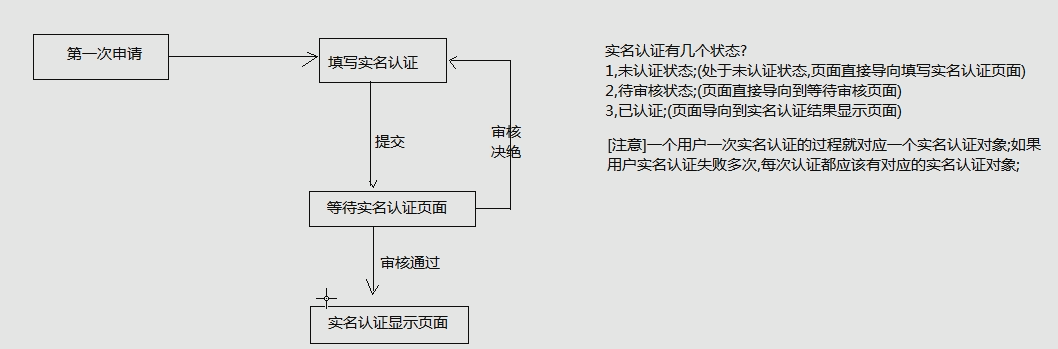 第一次申请
填写实名认证
提交
审核
决绝
等待实名认证页面
审核通过
实名认证显示页面
实名认证有几个状态?
1,未认证状态;(处于未认证状态,页面直接导向填写实名认证页面)
2,待审核状态;(页面直接导向到等待审核页面)
3,已认证;(页面导向到实名认证结果显示页面)
[注意]一个用户一次实名认证的过程就对应一个实名认证对象;如果
用户实名认证失败多次,每次认证都应该有对应的实名认证对象;